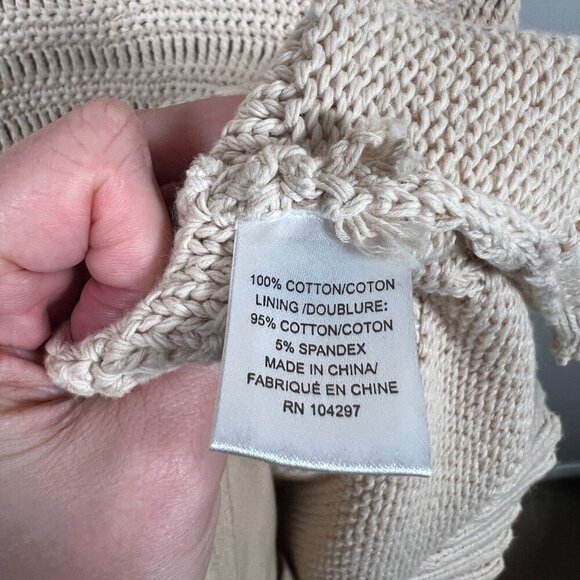 100% COTTON/COTON
LINING /DOUBLURE:
95% COTTON/COTON
5% SPANDEX
MADE IN CHINA/
FABRIQUÉ EN CHINE
RN 104297